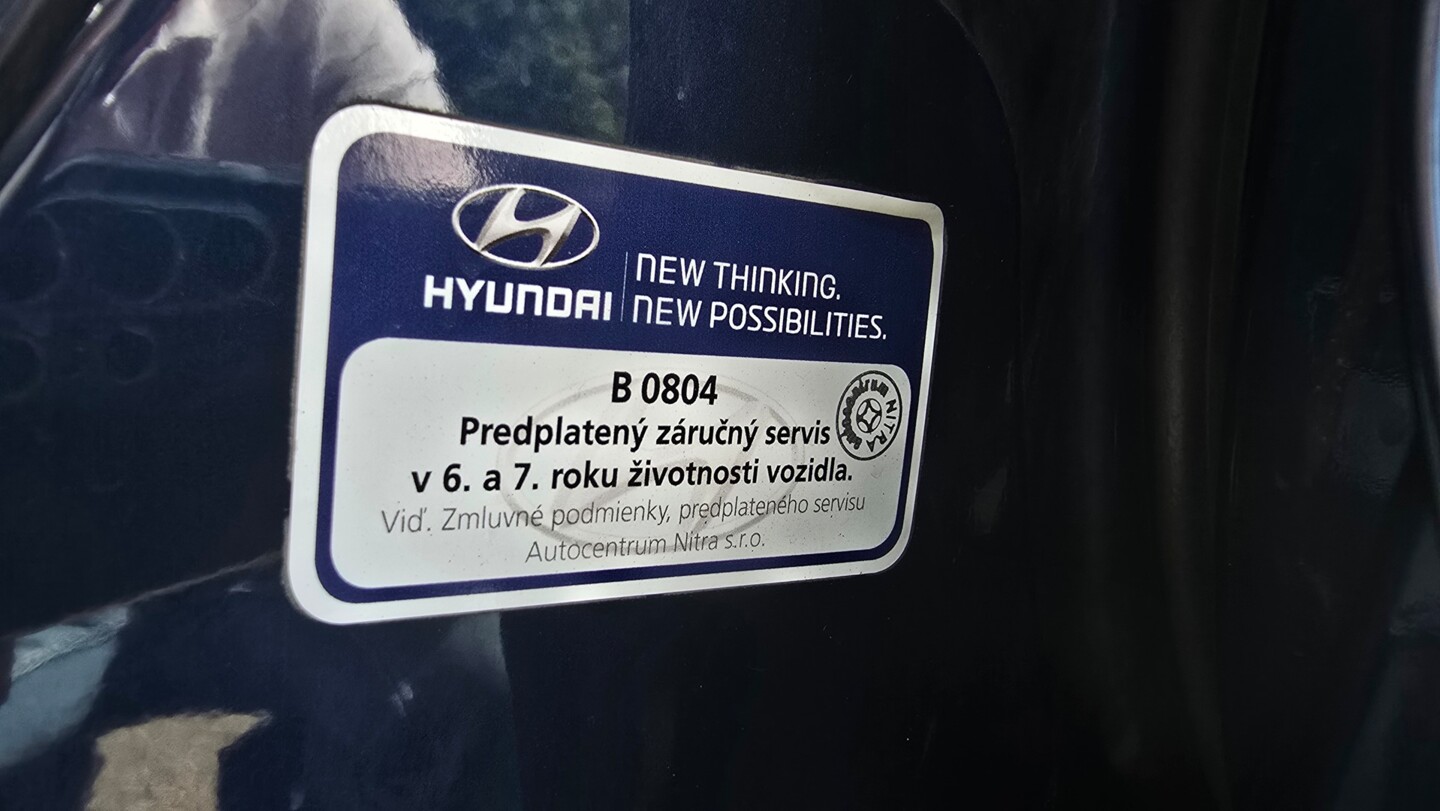 HYUNDAI
NEW THINKING.
NEW POSSIBILITIES.
B 0804
Predplatený záručný servis
v 6. a 7. roku životnosti vozidla.
Viď. Zmluvné podmienky, predplateného servisu
Autocentrum Nitra s.r.o.
autocentrum NITRA